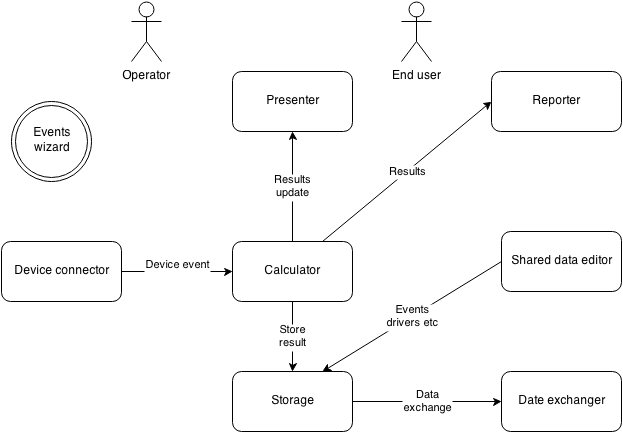 Operator
End user
Presenter
Reporter
Events
wizard
Results
update
Results
Device connector
Device event
Calculator
Shared data editor
Events
drivers etc
Store
result
Storage
Data
exchange
Date exchanger